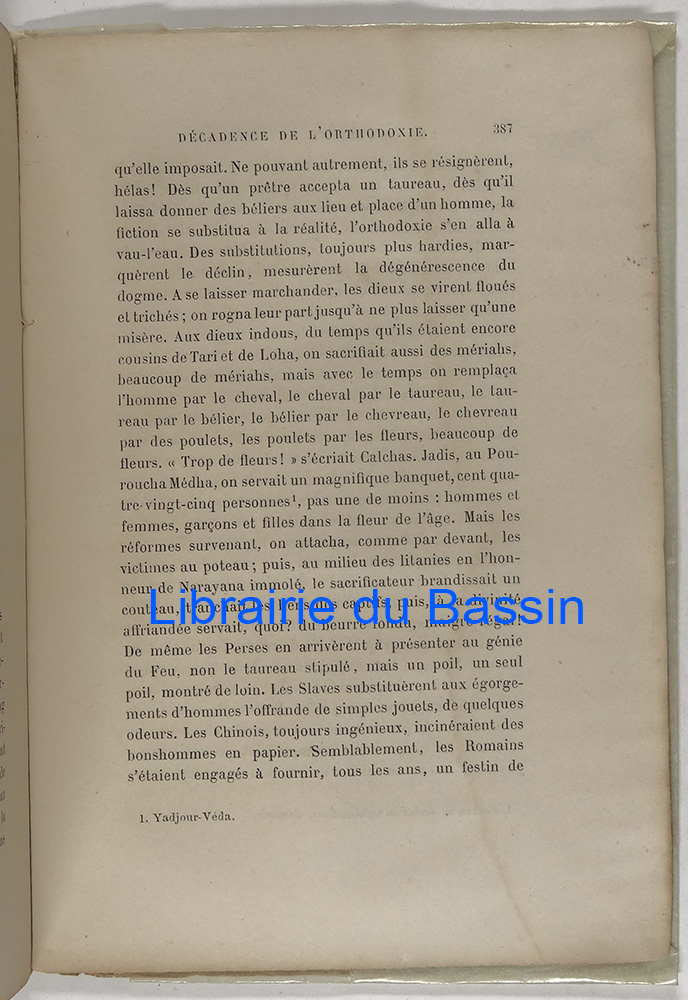 DÉCADENCE DE L'ORTHODOXIE. 387
qu'elle imposait. Ne pouvant autrement, ils se résignèrent,
hélas! Dès qu'un prêtre accepta un taureau, dès qu'il
laissa donner des béliers aux lieu et place d'un homme, la
fiction se substitua à la réalité, l'orthodoxie s'en alla à
vau-l'eau. Des substitutions, toujours plus hardies, mar-
quèrent le déclin, mesurèrent la dégénérescence du
dogme. A se laisser marchander, les dieux se virent floués
et trichés; on rogna leur part jusqu'à ne plus laisser qu'une
misère. Aux dieux indous, du temps qu'ils étaient encore
cousins de Tari et de Loha, on sacrifiait aussi des mériahs,
beaucoup de mériahs, mais avec le temps on remplaça
l'homme par le cheval, le cheval par le taureau, le tau-
reau par le bélier, le bélier par le chevreau, le chevreau
par des poulets, les poulets par les fleurs, beaucoup de
fleurs. « Trop de fleurs! » s'écriait Calchas. Jadis, au Pou-
roucha Médha, on servait un magnifique banquet, cent qua-
tre-vingt-cinq personnes¹, pas une de moins : hommes et
femmes, garçons et filles dans la fleur de l'âge. Mais les
réformes survenant, on attacha, comme par devant, les
victimes au poteau; puis, au milieu des litanies en l'hon-
neur de Narayana immolé, le sacrificateur brandissait un
couteau, tranchait les liens des captifs, puis, à la divinité
affriandée servait, quoi? du beurre fondu, maigre régal!
Librairie du Bassin
De même les Perses en arrivèrent à présenter au génie
du Feu, non le taureau stipulé, mais un poil, un seul
poil, montré de loin. Les Slaves substituèrent aux égorge-
ments d'hommes l'offrande de simples jouets, de quelques
odeurs. Les Chinois, toujours ingénieux, incinéraient des
bonshommes en papier. Semblablement, les Romains
s'étaient engagés à fournir, tous les ans, un festin de
1. Yadjour-Véda.